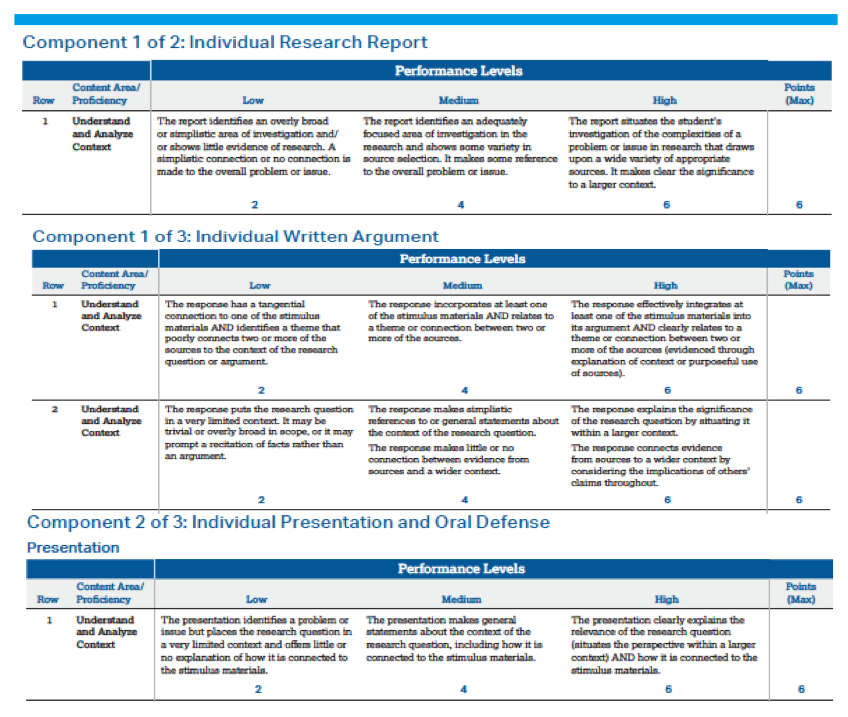 Component 1 of 2: Individual Research Report
Performance Levels
Row Content Area/ Proficiency Low Medium High Points (Max)
1 Understand and Analyze Context
The report identifies an overly broad
or simplistic area of investigation and/
or shows little evidence of research. A
simplistic connection or no connection is
made to the overall problem or issue.
2
The report identifies an adequately
focused area of investigation in the
research and shows some variety in
source selection. It makes some reference
to the overall problem or issue.
4
The report situates the student's
investigation of the complexities of a
problem or issue in research that draws
upon a wide variety of appropriate
sources. It makes clear the significance
to a larger context.
6
6
Component 1 of 3: Individual Written Argument
Performance Levels
Row Content Area/ Proficiency Low Medium High Points (Max)
1 Understand and Analyze Context
The response has a tangential
connection to one of the stimulus
materials AND identifies a theme that
poorly connects two or more of the
sources to the context of the research
question or argument.
2
The response incorporates at least one
of the stimulus materials AND relates to
a theme or connection between two or
more of the sources.
4
The response effectively integrates at
least one of the stimulus materials into
its argument AND clearly relates to a
theme or connection between two or
more of the sources (evidenced through
explanation of context or purposeful use
of sources).
6
6
2 Understand and Analyze Context
The response puts the research question
in a very limited context. It may be
trivial or overly broad in scope, or it may
prompt a recitation of facts rather than
an argument.
2
The response makes simplistic
references to or general statements about
the context of the research question.
The response makes little or no
connection between evidence from
sources and a wider context.
4
The response explains the significance
of the research question by situating it
within a larger context.
The response connects evidence
from sources to a wider context by
considering the implications of others'
claims throughout.
6
6
Component 2 of 3: Individual Presentation and Oral Defense
Presentation
Performance Levels
Row Content Area/ Proficiency Low Medium High Points (Max)
1 Understand and Analyze Context
The presentation identifies a problem or
issue but places the research question in
a very limited context and offers little or
no explanation of how it is connected to
the stimulus materials.
2
The presentation makes general
statements about the context of the
research question, including how it is
connected to the stimulus materials.
4
The presentation clearly explains the
relevance of the research question
(situates the perspective within a larger
context) AND how it is connected to the
stimulus materials.
6
6